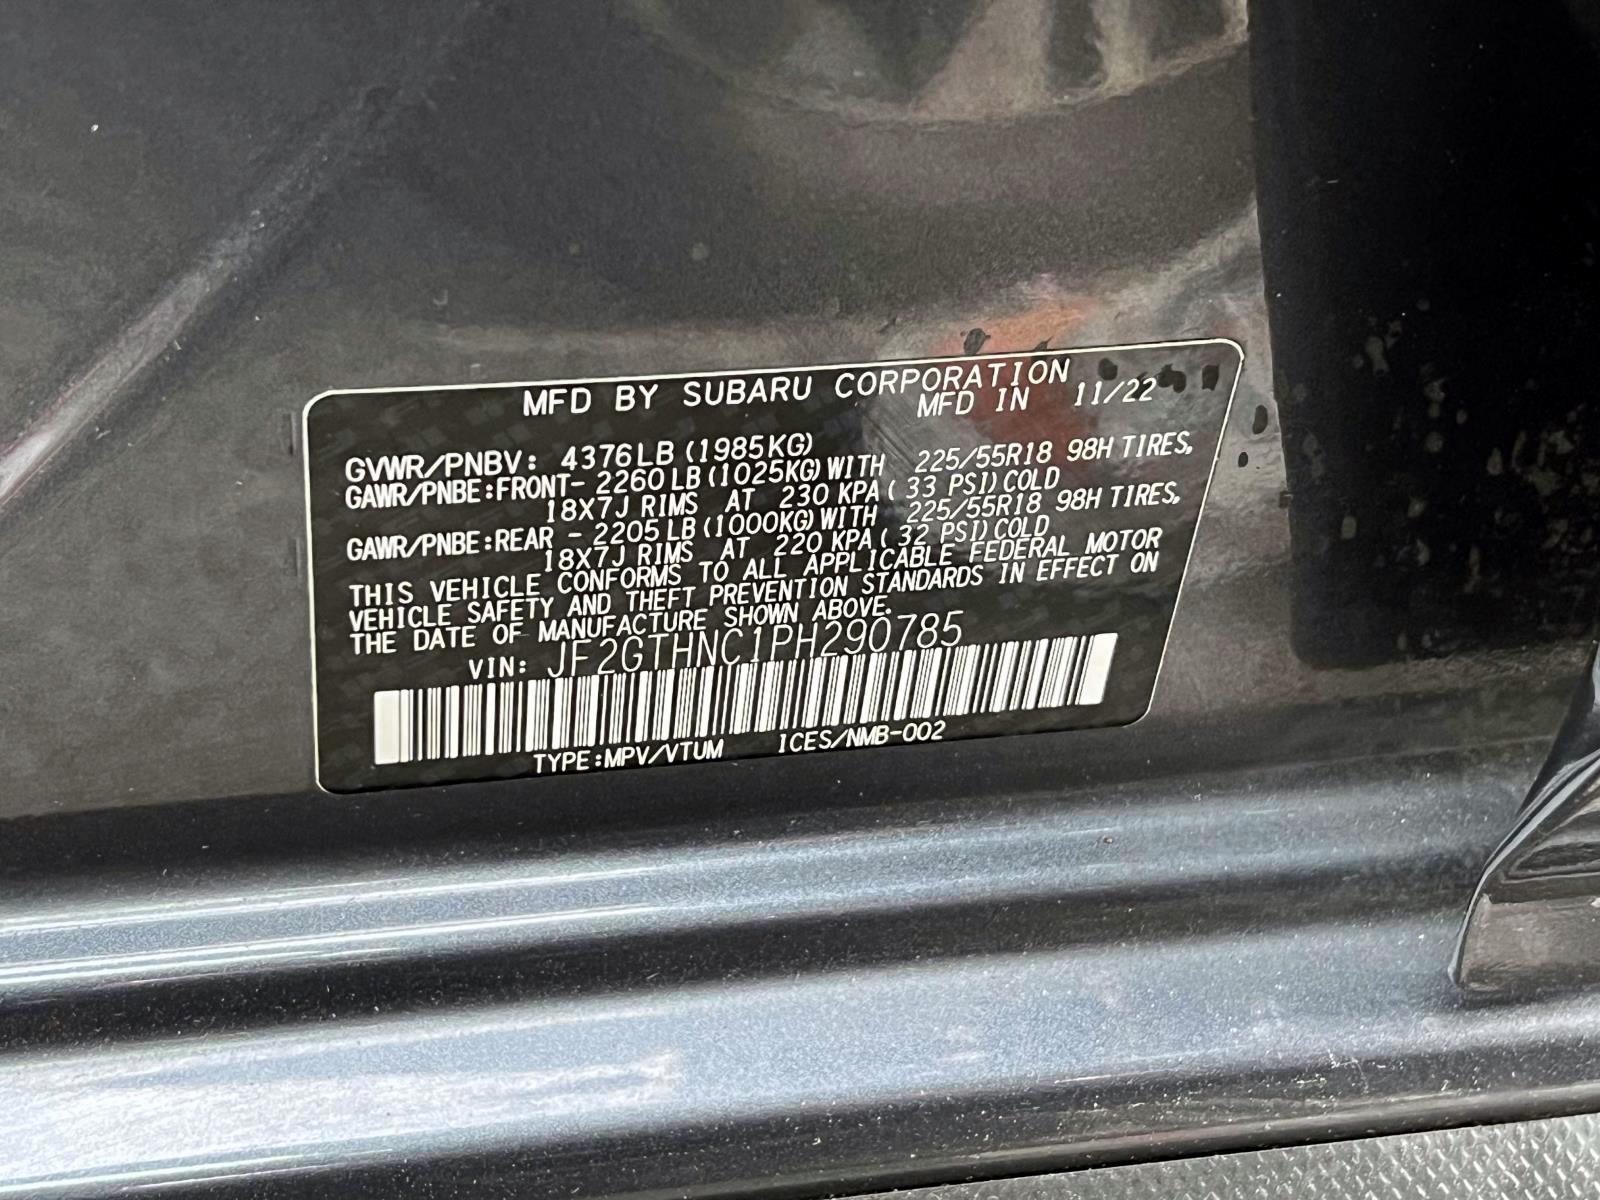 MFD BY SUBARU CORPORATION
MFD IN 11/22
GVWR/PNBV: 4376LB (1985KG)
GAWR/PNBE:FRONT- 2260LB(1025KG)WITH 225/55R18 98H TIRES,
18X7J RIMS AT 230 KPA( 33 PSI)COLD
GAWR/PNBE:REAR - 2205LB(1000KG)WITH 225/55R18 98H TIRES,
18X7J RIMS AT 220 KPA( 32 PSI)COLD
THIS VEHICLE CONFORMS TO ALL APPLICABLE FEDERAL MOTOR
VEHICLE SAFETY AND THEFT PREVENTION STANDARDS IN EFFECT ON
THE DATE OF MANUFACTURE SHOWN ABOVE.
VIN: JF2GTHNC1PH290785
TYPE:MPV/VTUM ICES/NMB-002